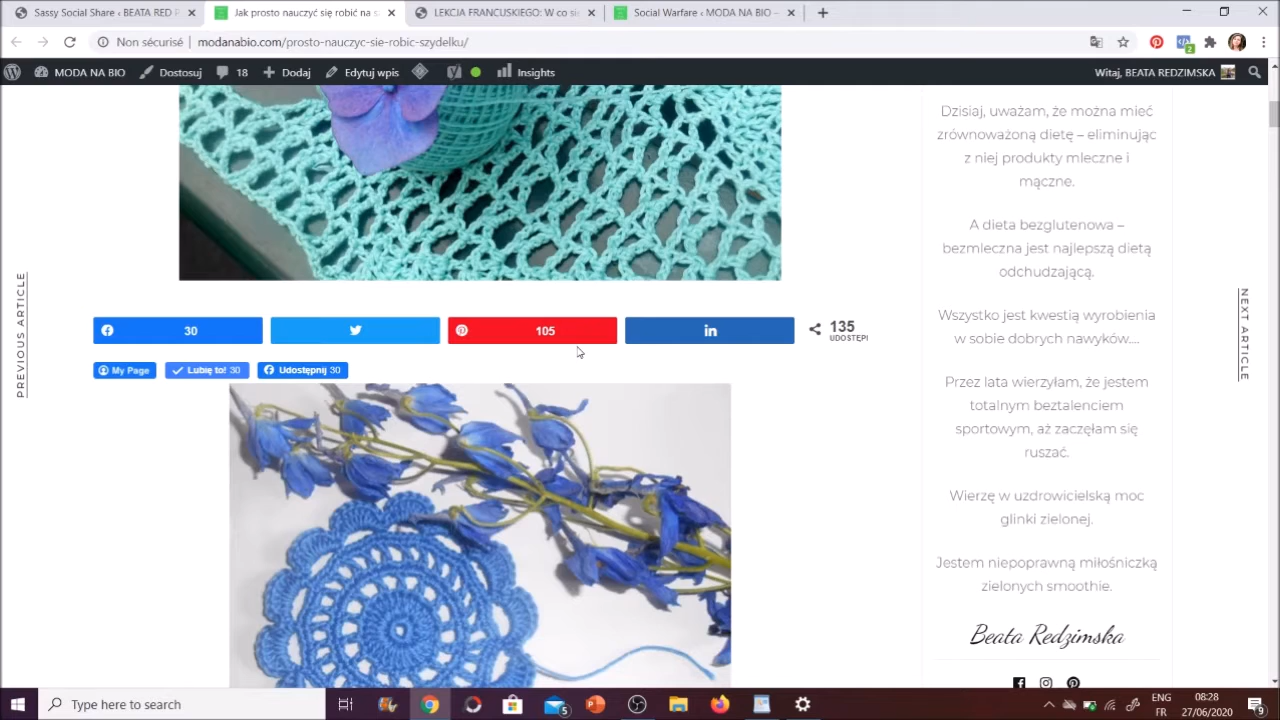 Sassy Social Share ‹ BEATA RED P
Jak prosto nauczyć się robić na s
LEKCJA FRANCUSKIEGO: W co się
Social Warfare ‹ MODA NA BIO –
Non sécurisé
modanabio.com/prosto-nauczyc-sie-robic-szydelku/
2
MODA NA BIO
Dostosuj
18
Dodaj
Edytuj wpis
Insights
Witaj, BEATA REDZIMSKA
Dzisiaj, uważam, że można mieć
zrównoważoną dietę – eliminując
z niej produkty mleczne i
mączne.
A dieta bezglutenowa –
bezmleczna jest najlepszą dietą
odchudzającą.
Wszystko jest kwestią wyrobienia
w sobie dobrych nawyków....
Przez lata wierzyłam, że jestem
totalnym beztalenciem
sportowym, aż zaczęłam się
ruszać.
Wierzę w uzdrowicielską moc
glinki zielonej.
Jestem niepoprawną miłośniczką
zielonych smoothie.
Beata Redzimska
PREVIOUS ARTICLE
NEXT ARTICLE
30
105
135
UDOSTĘPI
My Page
Lubię to! 30
Udostępnij 30
Type here to search
5
ENG
FR
08:28
27/06/2020
9